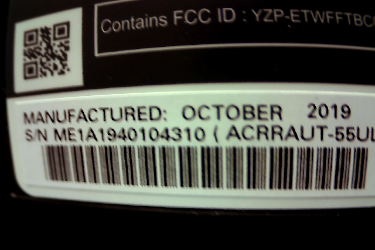 Contains FCC ID : YZP-ETWFFTBC
MANUFACTURED: OCTOBER 2019
S/N ME1A1940104310 ( ACRRAUT-55UL